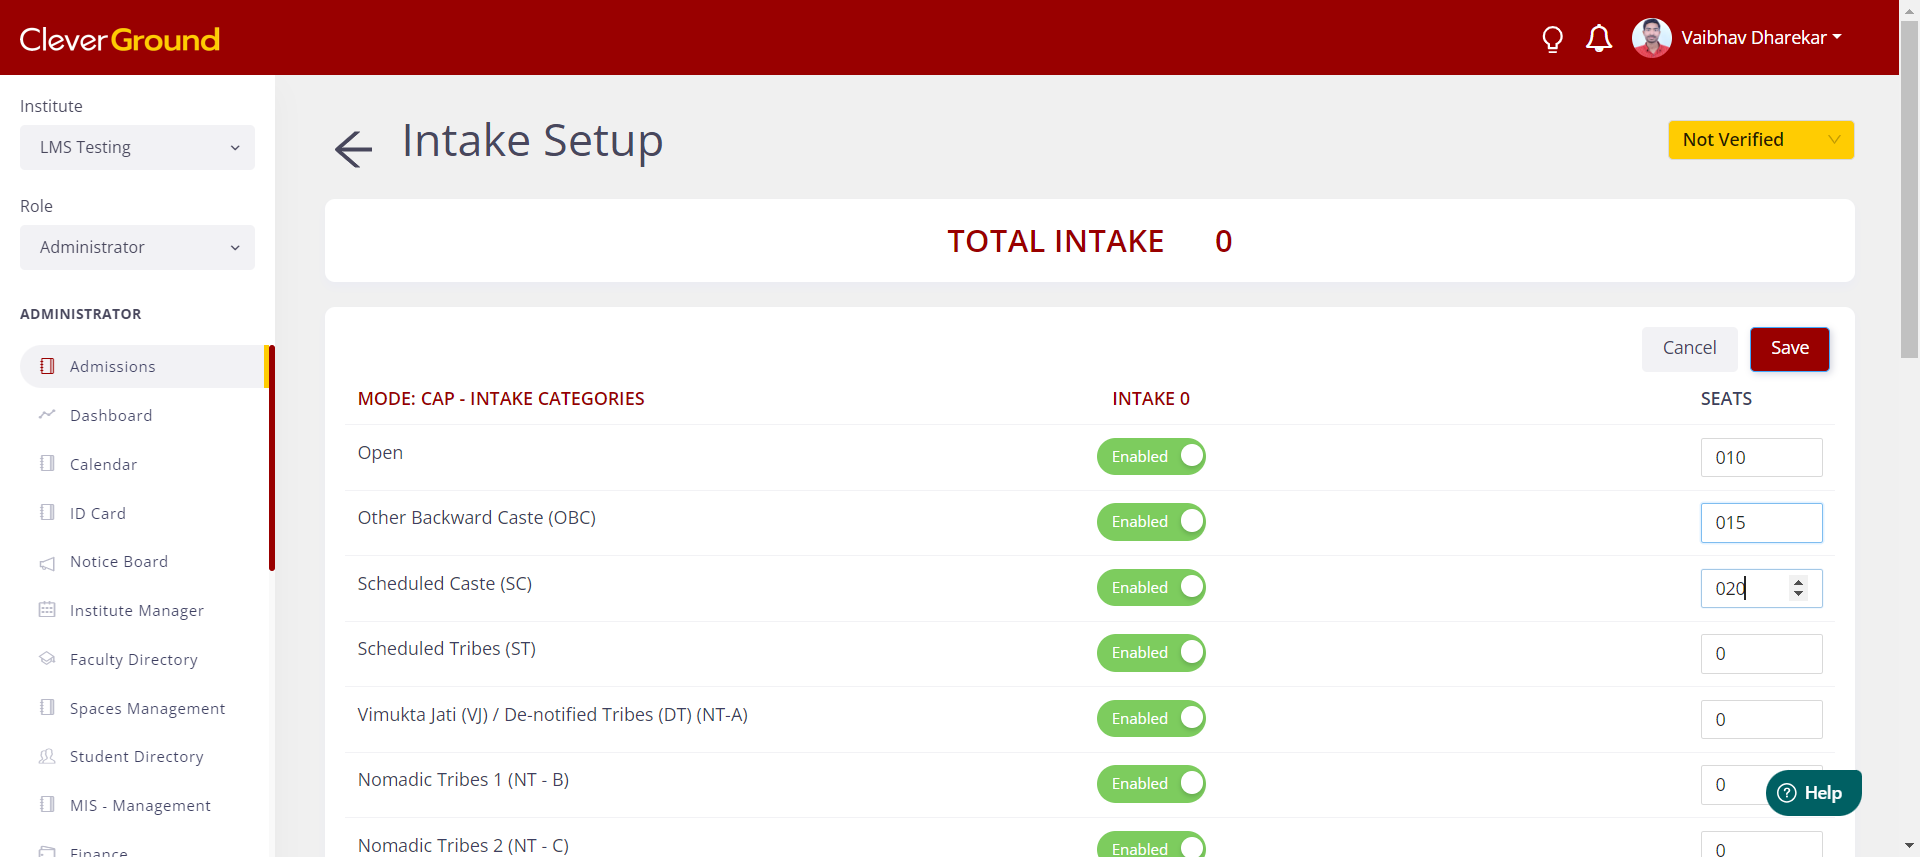 CleverGround
Vaibhav Dharekar
Institute
LMS Testing
Role
Administrator
ADMINISTRATOR
Admissions
Dashboard
Calendar
ID Card
Notice Board
Institute Manager
Faculty Directory
Spaces Management
Student Directory
MIS - Management
Finance
Intake Setup
Not Verified
TOTAL INTAKE 0
Cancel Save
MODE: CAP - INTAKE CATEGORIES INTAKE 0 SEATS
Open Enabled 010
Other Backward Caste (OBC) Enabled 015
Scheduled Caste (SC) Enabled 020
Scheduled Tribes (ST) Enabled 0
Vimukta Jati (VJ) / De-notified Tribes (DT) (NT-A) Enabled 0
Nomadic Tribes 1 (NT - B) Enabled 0
Nomadic Tribes 2 (NT - C) Enabled 0
? Help